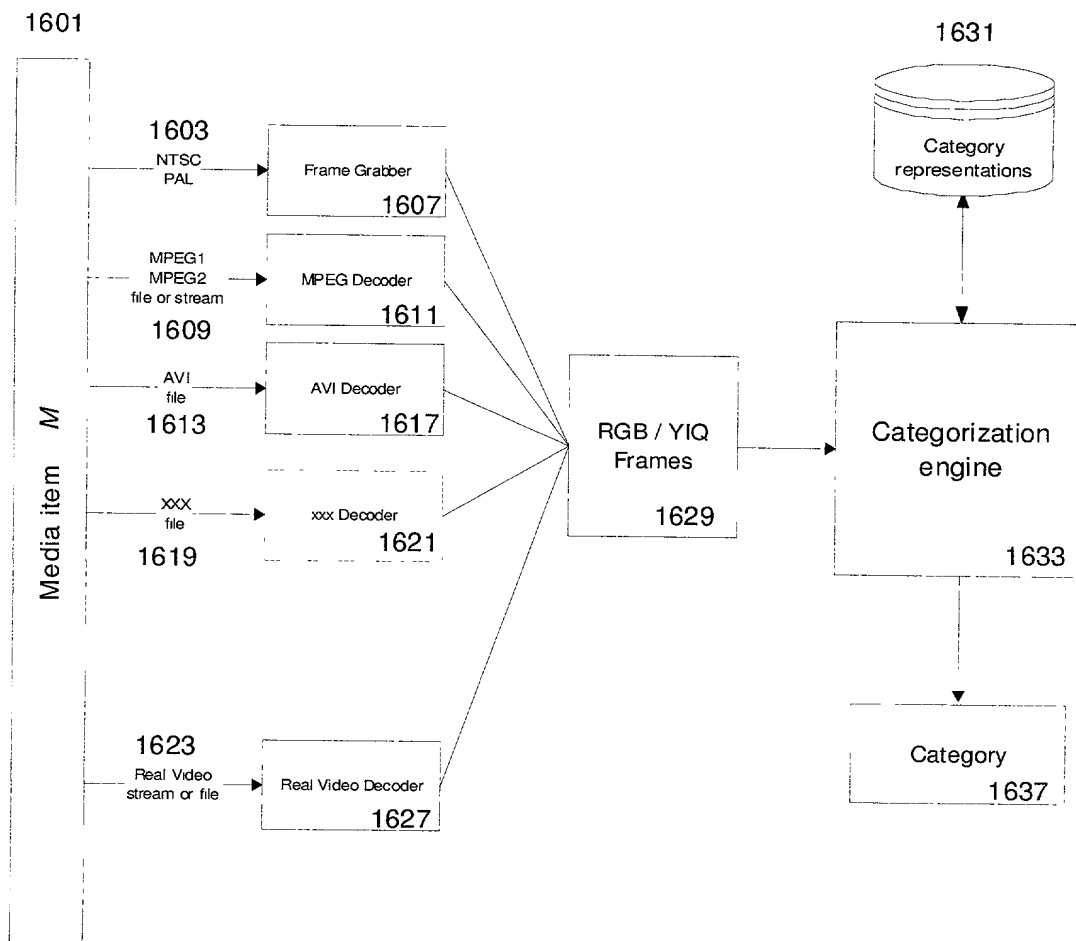 1601
1631
1603
NTSC
PAL
Frame Grabber
1607
Category
representations
MPEG1
MPEG2
file or stream
1609
MPEG Decoder
1611
AVI
file
1613
AVI Decoder
1617
RGB / YIQ
Frames
1629
Categorization
engine
1633
Media item M
XXX
file
1619
xxx Decoder
1621
1623
Real Video
stream or file
Real Video Decoder
1627
Category
1637